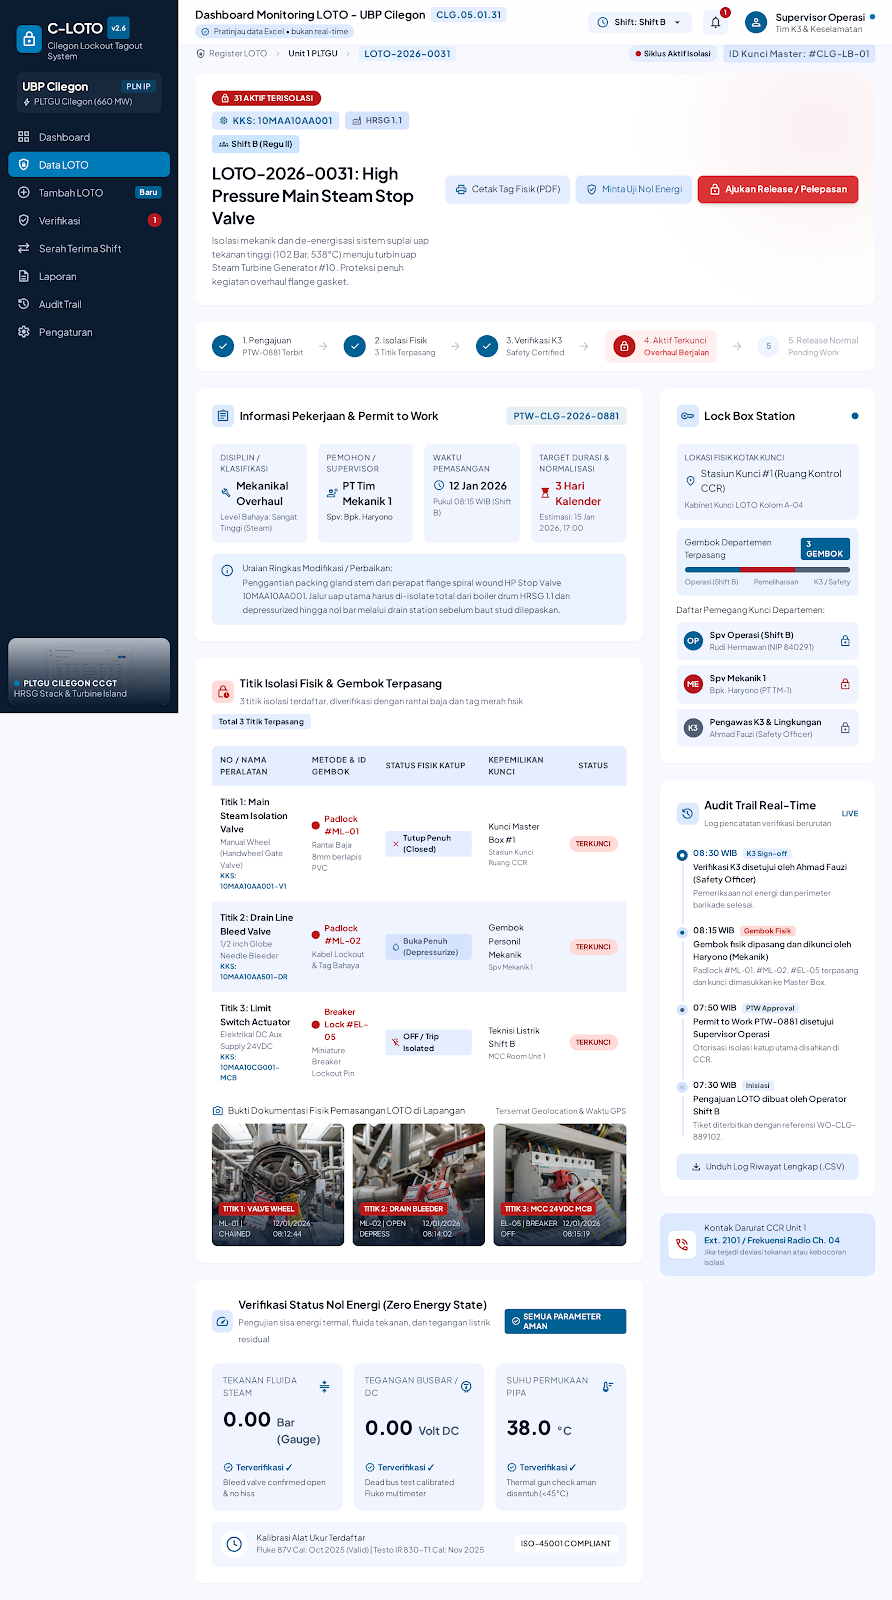 C-LOTO v2.6
Cilegon Lockout Tagout
System
UBP Cilegon PLN IP
PLTGU Cilegon (660 MW)
Dashboard
Data LOTO
Tambah LOTO Baru
Verifikasi 1
Serah Terima Shift
Laporan
Audit Trail
Pengaturan
PLTGU CILEGON CCGT
HRSG Stack & Turbine Island
Dashboard Monitoring LOTO - UBP Cilegon CLG.05.01.31
Pratinjau data Excel • bukan real-time
Shift: Shift B
1
Supervisor Operasi
Tim K3 & Keselamatan
Register LOTO > Unit 1 PLTGU > LOTO-2026-0031
Siklus Aktif Isolasi
ID Kunci Master: #CLG-LB-01
31 AKTIF TERISOLASI
KKS: 10MAA10AA001 HRSG 1.1
Shift B (Regu II)
LOTO-2026-0031: High
Pressure Main Steam Stop
Valve
Isolasi mekanik dan de-energisasi sistem suplai uap
tekanan tinggi (102 Bar, 538°C) menuju turbin uap
Steam Turbine Generator #10. Proteksi penuh
kegiatan overhaul flange gasket.
Cetak Tag Fisik (PDF)
Minta Uji Nol Energi
Ajukan Release / Pelepasan
1. Pengajuan
PTW-0881 Terbit
2. Isolasi Fisik
3 Titik Terpasang
3. Verifikasi K3
Safety Certified
4. Aktif Terkunci
Overhaul Berjalan
5
5. Release Normal
Pending Work
Informasi Pekerjaan & Permit to Work PTW-CLG-2026-0881
DISIPLIN /
KLASIFIKASI
Mekanikal
Overhaul
Level Bahaya: Sangat
Tinggi (Steam)
PEMOHON /
SUPERVISOR
PT Tim
Mekanik 1
Spv: Bpk. Haryono
WAKTU
PEMASANGAN
12 Jan 2026
Pukul 08:15 WIB (Shift
B)
TARGET DURASI &
NORMALISASI
3 Hari
Kalender
Estimasi: 15 Jan
2026, 17:00
Uraian Ringkas Modifikasi / Perbaikan:
Penggantian packing gland stem dan perapat flange spiral wound HP Stop Valve
10MAA10AA001. Jalur uap utama harus di-isolate total dari boiler drum HRSG 1.1 dan
depressurized hingga nol bar melalui drain station sebelum baut stud dilepaskan.
Titik Isolasi Fisik & Gembok Terpasang
3 titik isolasi terdaftar, diverifikasi dengan rantai baja dan tag merah fisik
Total 3 Titik Terpasang
NO / NAMA
PERALATAN
METODE & ID
GEMBOK
STATUS FISIK KATUP
KEPEMILIKAN
KUNCI
STATUS
Titik 1: Main
Steam Isolation
Valve
Manual Wheel
(Handwheel Gate
Valve)
KKS:
10MAA10AA001-V1
Padlock
#ML-01
Rantai Baja
8mm berlapis
PVC
Tutup Penuh
(Closed)
Kunci Master
Box #1
Stasiun Kunci
Ruang CCR
TERKUNCI
Titik 2: Drain Line
Bleed Valve
1/2 inch Globe
Needle Bleeder
KKS:
10MAA10AA501-DR
Padlock
#ML-02
Kabel Lockout
& Tag Bahaya
Buka Penuh
(Depressurize)
Gembok
Personil
Mekanik
Spv Mekanik 1
TERKUNCI
Titik 3: Limit
Switch Actuator
Elektrikal DC Aux
Supply 24VDC
KKS:
10MAA10CG001-
MCB
Breaker
Lock #EL-
05
Miniature
Breaker
Lockout Pin
OFF / Trip
Isolated
Teknisi Listrik
Shift B
MCC Room Unit 1
TERKUNCI
Bukti Dokumentasi Fisik Pemasangan LOTO di Lapangan
Tersemat Geolocation & Waktu GPS
TITIK 1: VALVE WHEEL
ML-01 |
CHAINED
12/01/2026
08:12:44
TITIK 2: DRAIN BLEEDER
ML-02 | OPEN
DEPRESS
12/01/2026
08:14:02
TITIK 3: MCC 24VDC MCB
EL-05 | BREAKER
OFF
12/01/2026
08:15:19
Verifikasi Status Nol Energi (Zero Energy State)
Pengujian sisa energi termal, fluida tekanan, dan tegangan listrik
residual
SEMUA PARAMETER
AMAN
TEKANAN FLUIDA
STEAM
0.00 Bar
(Gauge)
Terverifikasi ✓
Bleed valve confirmed open
& no hiss
TEGANGAN BUSBAR /
DC
0.00 Volt DC
Terverifikasi ✓
Dead bus test calibrated
Fluke multimeter
SUHU PERMUKAAN
PIPA
38.0 °C
Terverifikasi ✓
Thermal gun check aman
disentuh (<45°C)
Kalibrasi Alat Ukur Terdaftar
Fluke 87V Cal: Oct 2025 (Valid) | Testo IR 830-T1 Cal: Nov 2025
ISO-45001 COMPLIANT
Lock Box Station
LOKASI FISIK KOTAK KUNCI
Stasiun Kunci #1 (Ruang Kontrol
CCR)
Kabinet Kunci LOTO Kolom A-04
Gembok Departemen
Terpasang
3
GEMBOK
Operasi (Shift B) Pemeliharaan K3 / Safety
Daftar Pemegang Kunci Departemen:
OP
Spv Operasi (Shift B)
Rudi Hermawan (NIP 840291)
ME
Spv Mekanik 1
Bpk. Haryono (PT TM-1)
K3
Pengawas K3 & Lingkungan
Ahmad Fauzi (Safety Officer)
Audit Trail Real-Time
Log pencatatan verifikasi berurutan
LIVE
08:30 WIB K3 Sign-off
Verifikasi K3 disetujui oleh Ahmad Fauzi
(Safety Officer)
Pemeriksaan nol energi dan perimeter
barikade selesai.
08:15 WIB Gembok Fisik
Gembok fisik dipasang dan dikunci oleh
Haryono (Mekanik)
Padlock #ML-01, #ML-02, #EL-05 terpasang
dan kunci dimasukkan ke Master Box.
07:50 WIB PTW Approval
Permit to Work PTW-0881 disetujui
Supervisor Operasi
Otorisasi isolasi katup utama disahkan di
CCR.
07:30 WIB Inisiasi
Pengajuan LOTO dibuat oleh Operator
Shift B
Tiket diterbitkan dengan referensi WO-CLG-
889102.
Unduh Log Riwayat Lengkap (.CSV)
Kontak Darurat CCR Unit 1
Ext. 2101 / Frekuensi Radio Ch. 04
Jika terjadi deviasi tekanan atau kebocoran
isolasi